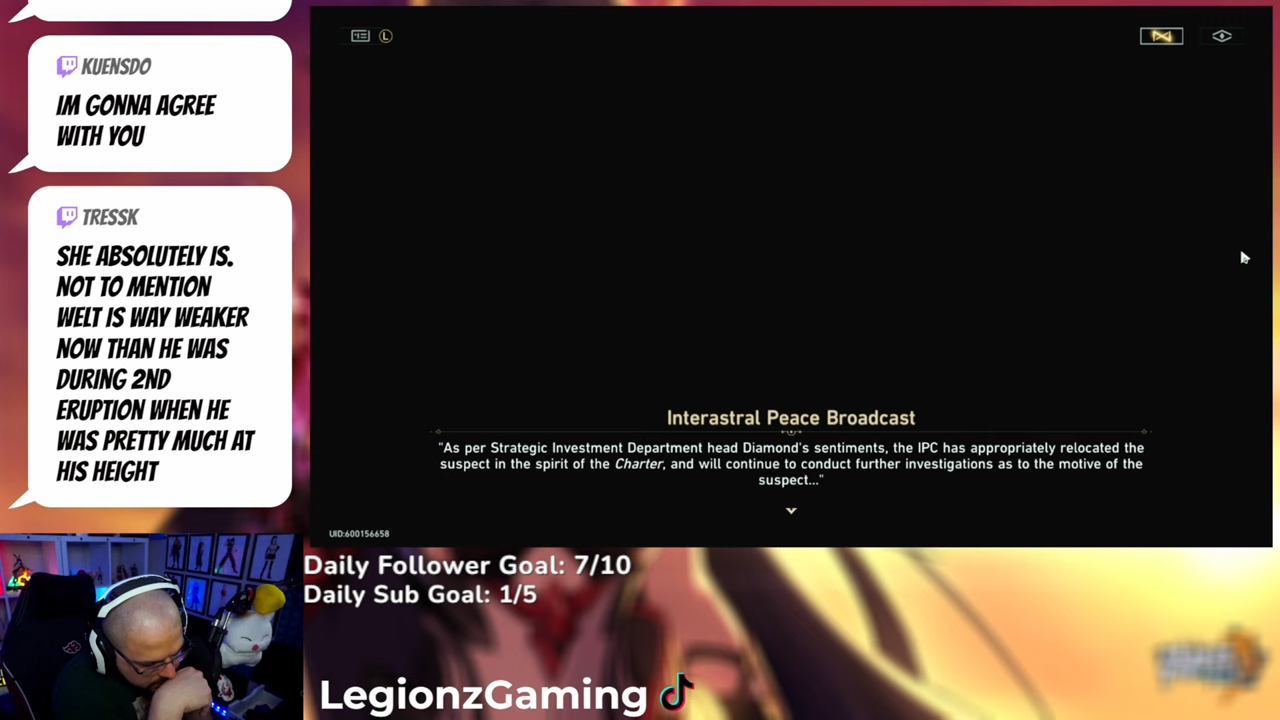 KUENSDO
IM GONNA AGREE
WITH YOU
TRESSK
SHE ABSOLUTELY IS.
NOT TO MENTION
WELT IS WAY WEAKER
NOW THAN HE WAS
DURING 2ND
ERUPTION WHEN HE
WAS PRETTY MUCH AT
HIS HEIGHT
L
Interastral Peace Broadcast
"As per Strategic Investment Department head Diamond's sentiments, the IPC has appropriately relocated the
suspect in the spirit of the Charter, and will continue to conduct further investigations as to the motive of the
suspect..."
UID:600156658
Daily Follower Goal: 7/10
Daily Sub Goal: 1/5
LegionzGaming